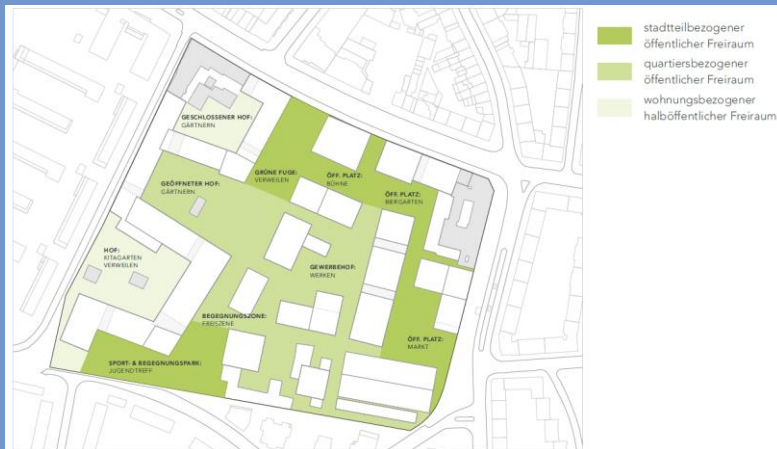 stadtteilbezogener
öffentlicher Freiraum
quartiersbezogener
öffentlicher Freiraum
wohnungsbezogener
halböffentlicher Freiraum
GESCHLOSSENER HOF:
GÄRTNERN
GRÜNE FUGE:
VERWEILEN
ÖFF. PLATZ:
BÜHNE
GEÖFFNETER HOF:
GÄRTNERN
ÖFF. PLATZ:
BIERGARTEN
HOF:
KITAGARTEN
VERWEILEN
GEWERBEHOF:
WERKEN
BEGEGNUNGSZONE:
FREISZENE
ÖFF. PLATZ:
MARKT
SPORT- & BEGEGNUNGSPARK:
JUGENDTREFF